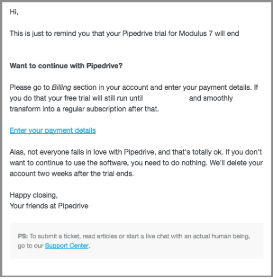 Hi,
This is just to remind you that your Pipedrive trial for Modulus 7 will end
Want to continue with Pipedrive?
Please go to Billing section in your account and enter your payment details. If
you do that your free trial will still run until and smoothly
transform into a regular subscription after that.
Enter your payment details
Alas, not everyone falls in love with Pipedrive, and that's totally ok. If you don't
want to continue to use the software, you need to do nothing. We'll delete your
account two weeks after the trial ends.
Happy closing,
Your friends at Pipedrive
PS: To submit a ticket, read articles or start a live chat with an actual human being,
go to our Support Center.